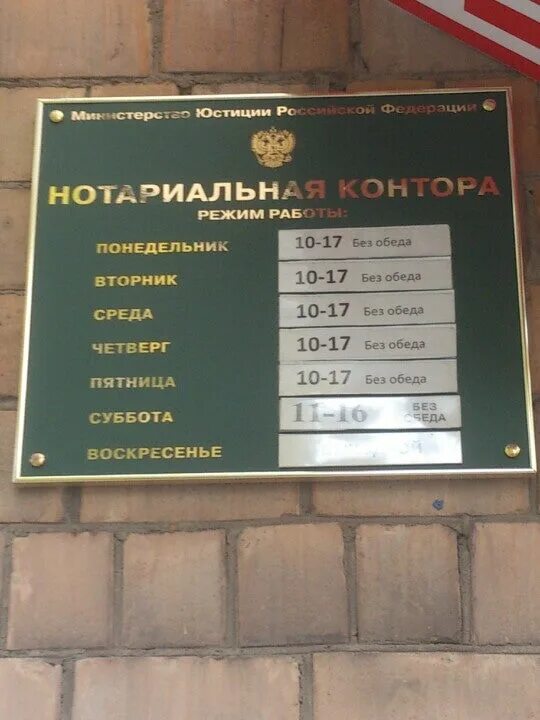 Министерство Юстиции Российской Федерации
НОТАРИАЛЬНАЯ КОНТОРА
РЕЖИМ РАБОТЫ:
ПОНЕДЕЛЬНИК 10-17 Без обеда
ВТОРНИК 10-17 Без обеда
СРЕДА 10-17 Без обеда
ЧЕТВЕРГ 10-17 Без обеда
ПЯТНИЦА 10-17 Без обеда
СУББОТА 11-16 БЕЗ ОБЕДА
ВОСКРЕСЕНЬЕ